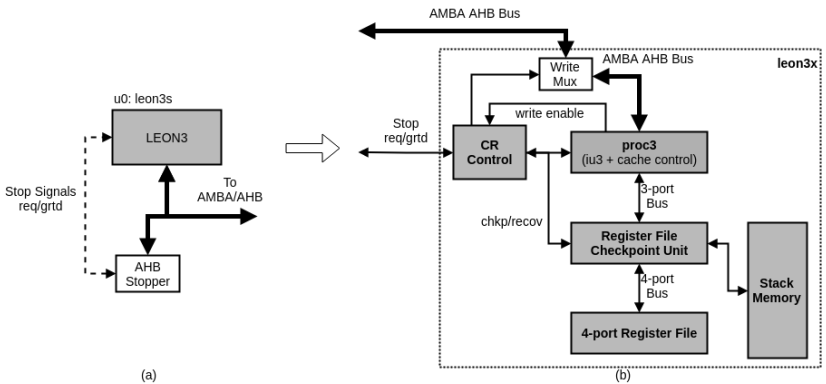 AMBA AHB Bus
u0: leon3s
LEON3
Stop Signals
req/grtd
To
AMBA/AHB
AHB
Stopper
(a)
leon3x
Write
Mux
AMBA AHB Bus
write enable
Stop
req/grtd
CR
Control
proc3
(iu3 + cache control)
3-port
Bus
chkp/recov
Register File
Checkpoint Unit
4-port
Bus
4-port Register File
Stack
Memory
(b)